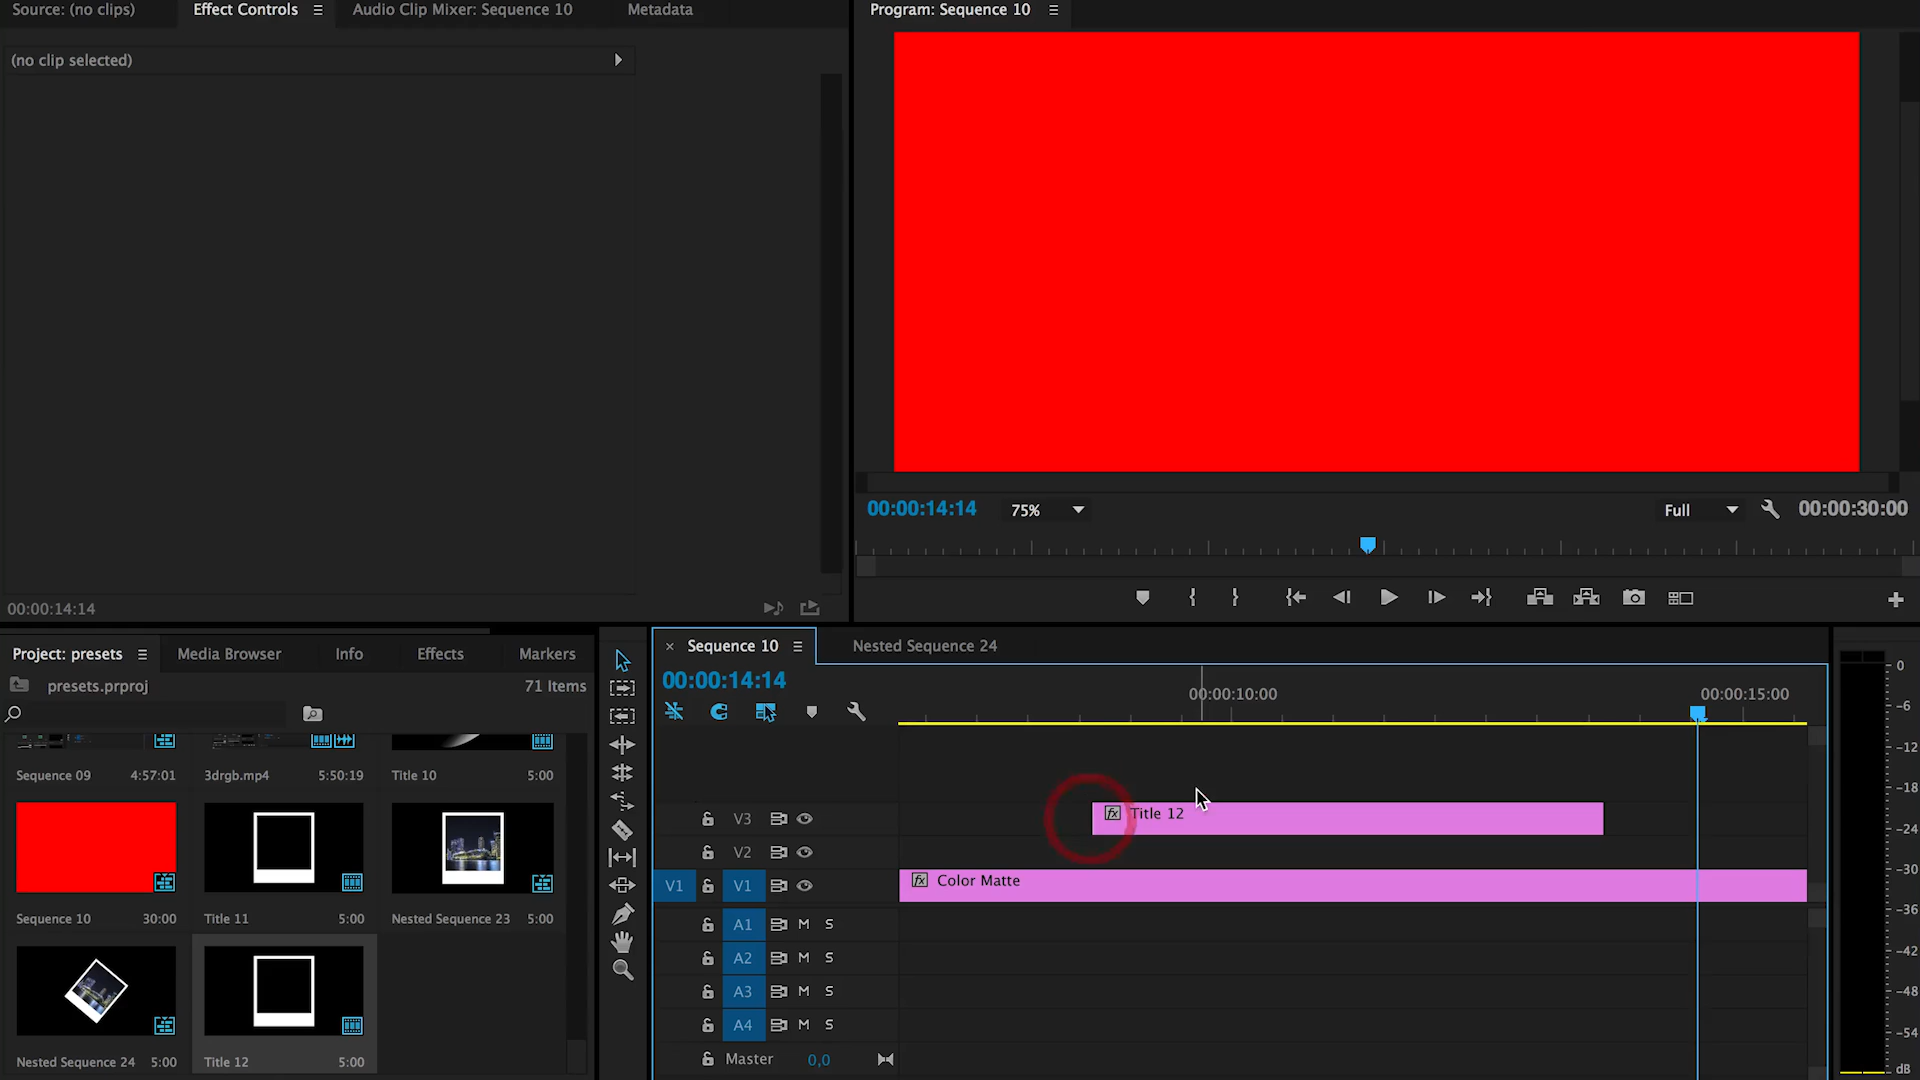 Source: (no clips) Effect Controls Audio Clip Mixer: Sequence 10 Metadata
Program: Sequence 10
(no clip selected)
00:00:14:14 75% Full 00:00:30:00
00:00:14:14
Project: presets Media Browser Info Effects Markers
Sequence 10 Nested Sequence 24
presets.prproj 71 Items
00:00:14:14
00:00:10:00 00:00:15:00
Sequence 09 4:57:01 3drgb.mp4 5:50:19 Title 10 5:00
V3 fx Title 12
V2
V1 V1 fx Color Matte
Sequence 10 30:00 Title 11 5:00 Nested Sequence 23 5:00
A1 M S
A2 M S
A3 M S
A4 M S
Master 0,0
Nested Sequence 24 5:00 Title 12 5:00
0
-6
-12
-18
-24
-30
-36
-42
-48
-54
dB